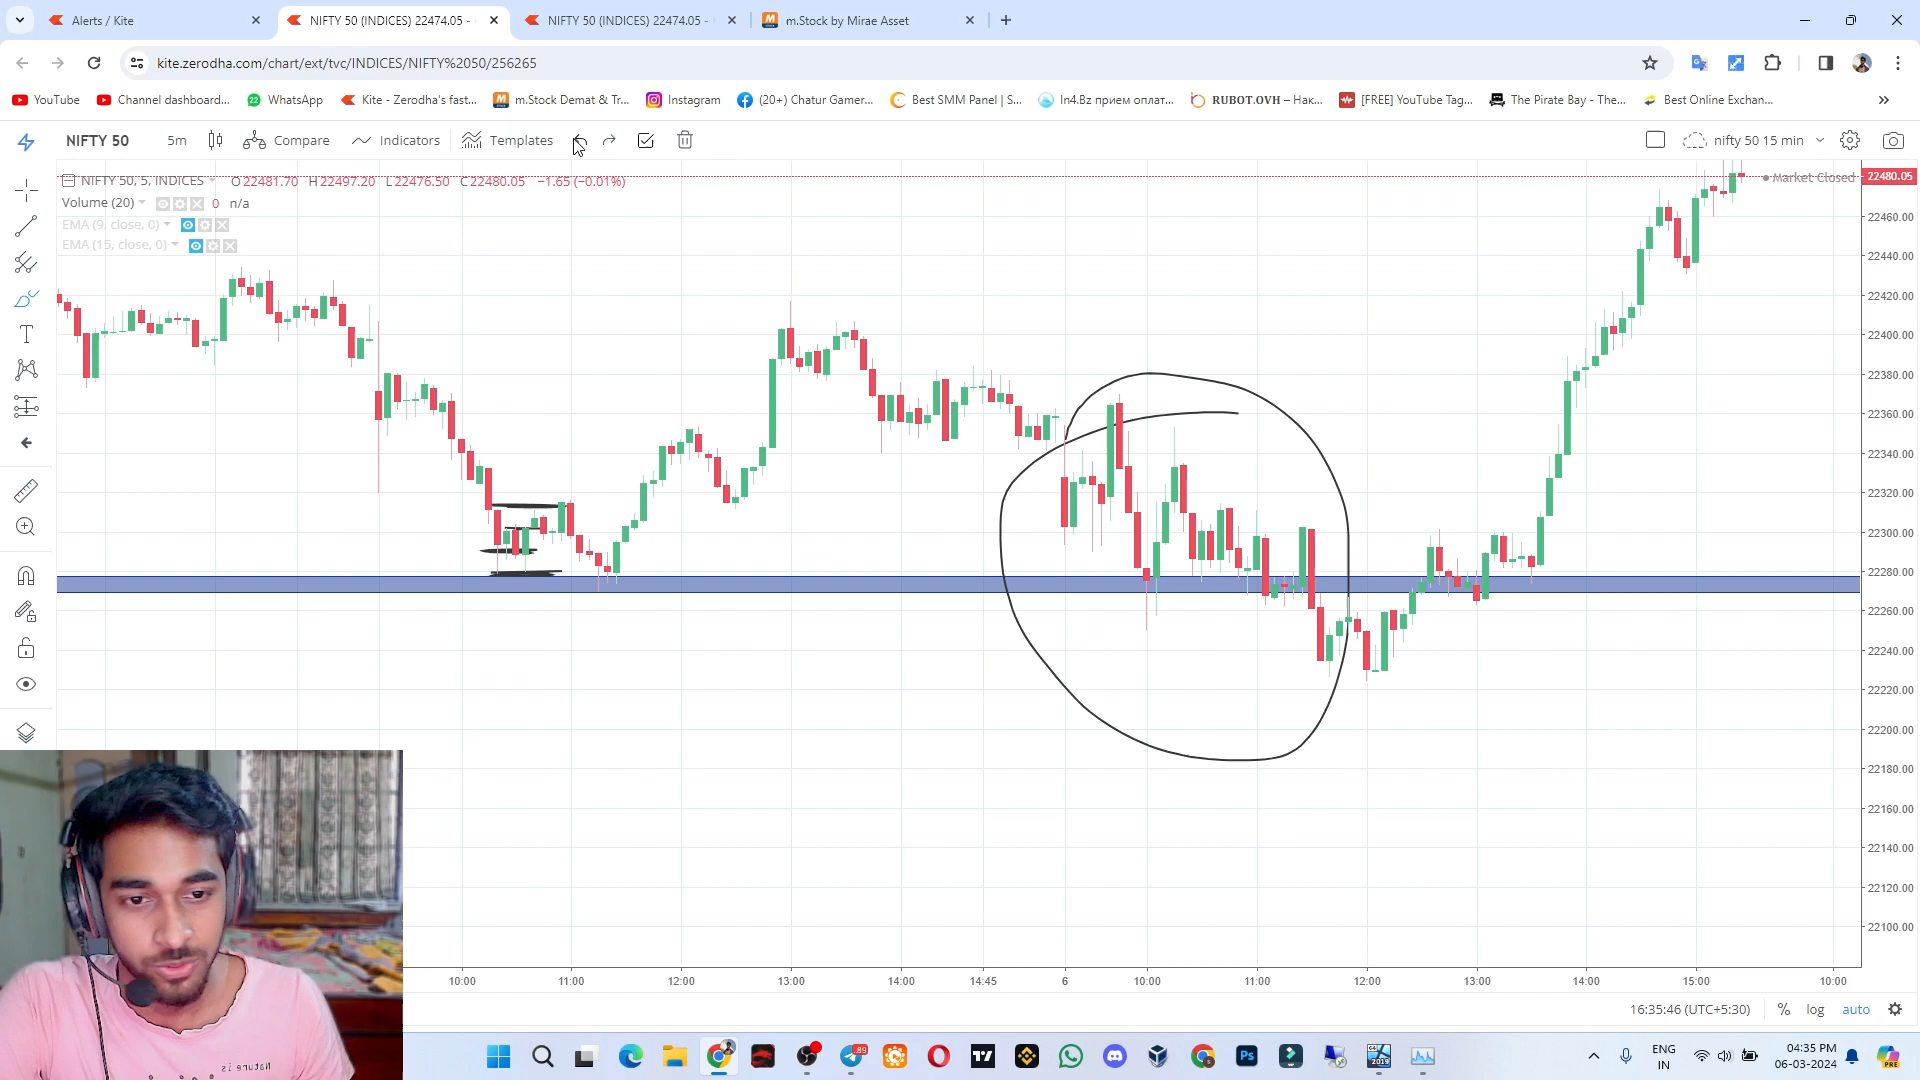 Alerts / Kite
NIFTY 50 (INDICES) 22474.05 -
NIFTY 50 (INDICES) 22474.05 -
m.Stock by Mirae Asset
kite.zerodha.com/chart/ext/tvc/INDICES/NIFTY%2050/256265
YouTube
Channel dashboard...
WhatsApp
Kite - Zerodha's fast...
m.Stock Demat & Tr...
Instagram
(20+) Chatur Gamer...
Best SMM Panel | S...
In4.Bz прием оплат...
RUBOT.OVH – Нак...
[FREE] YouTube Tag...
The Pirate Bay - The...
Best Online Exchan...
NIFTY 50
5m
Compare
Indicators
Templates
nifty 50 15 min
NIFTY 50, 5, INDICES
O22481.70 H22497.20 L22476.50 C22480.05 −1.65 (−0.01%)
Market Closed
22480.05
Volume (20)
0 n/a
EMA (9, close, 0)
EMA (15, close, 0)
22460.00
22440.00
22420.00
22400.00
22380.00
22360.00
22340.00
22320.00
22300.00
22280.00
22260.00
22240.00
22220.00
22200.00
22180.00
22160.00
22140.00
22120.00
22100.00
10:00 11:00 12:00 13:00 14:00 14:45 6 10:00 11:00 12:00 13:00 14:00 15:00 10:00
16:35:46 (UTC+5:30) % log auto
Nature is
89
2019
ENG
IN
04:35 PM
06-03-2024
PRE